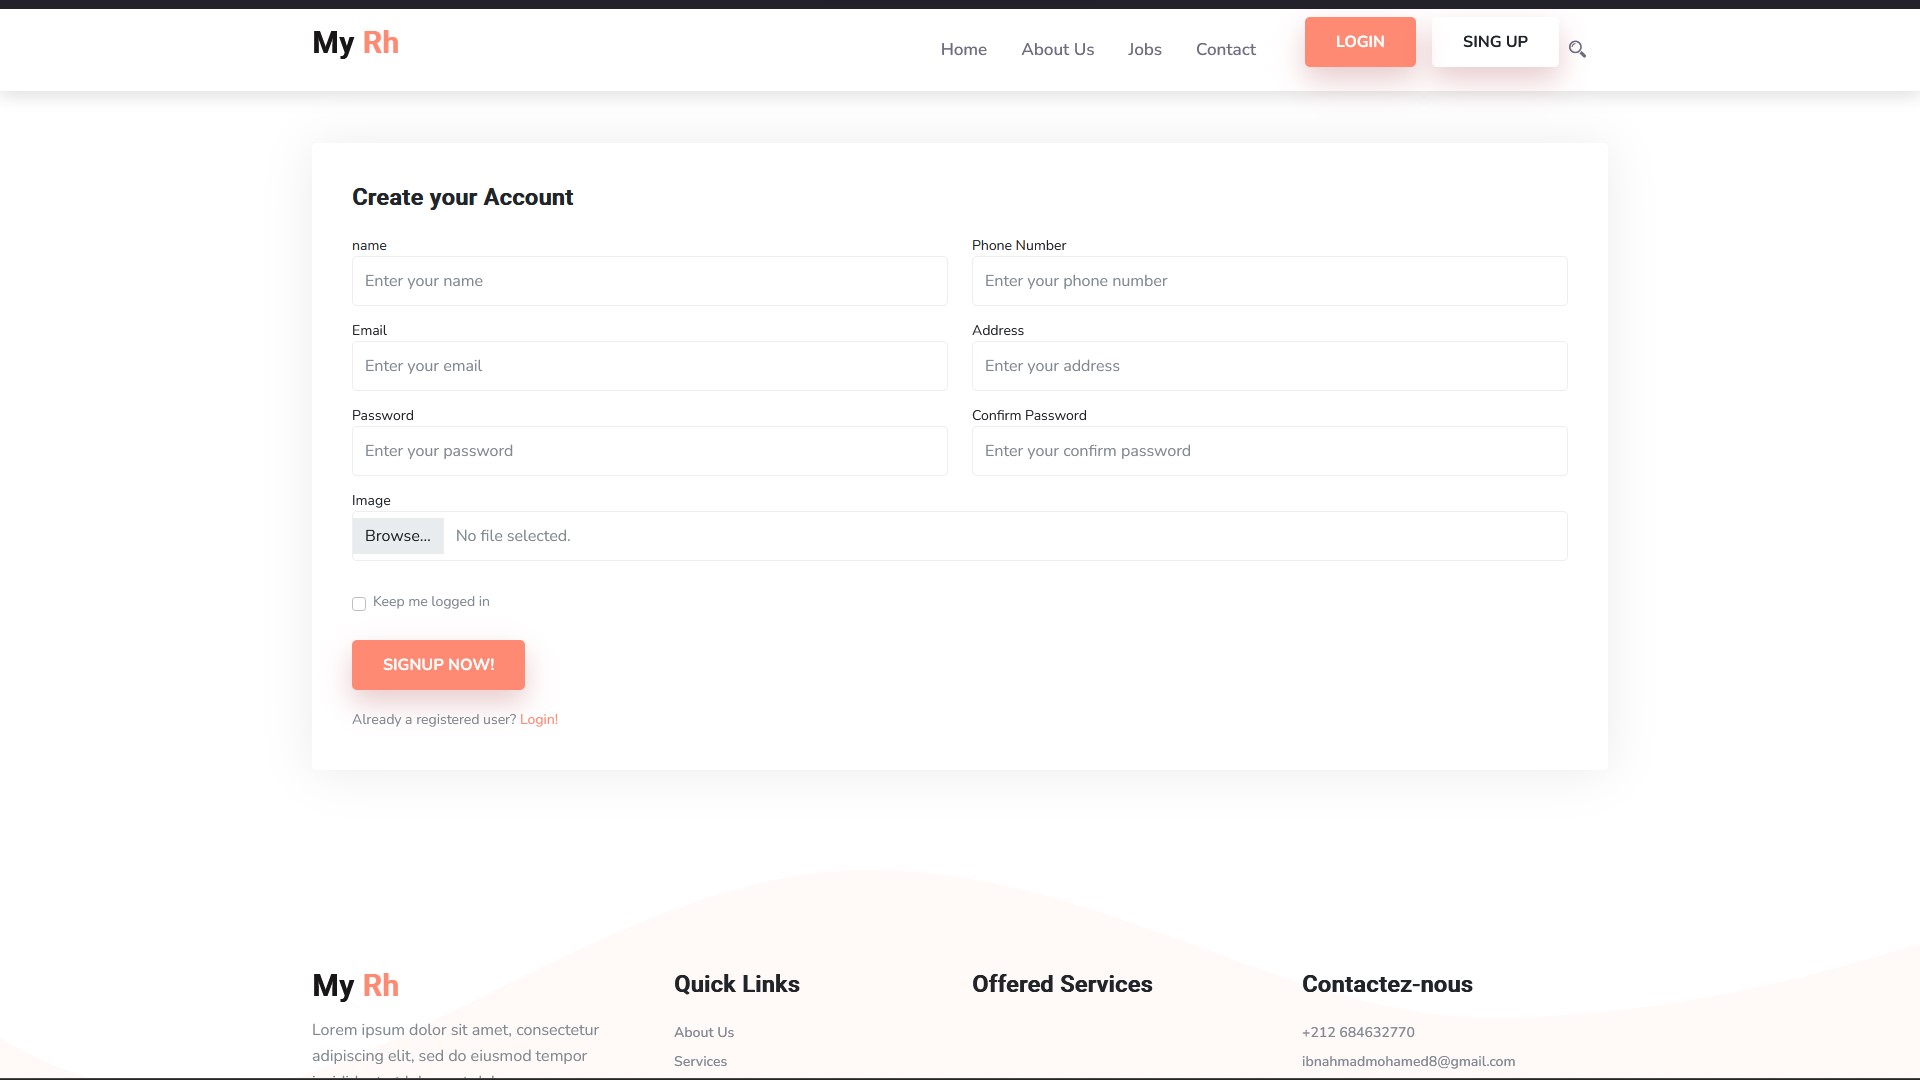 My Rh
Home
About Us
Jobs
Contact
LOGIN
SING UP
Create your Account
name
Phone Number
Enter your name
Enter your phone number
Email
Address
Enter your email
Enter your address
Password
Confirm Password
Enter your password
Enter your confirm password
Image
Browse...
No file selected.
Keep me logged in
SIGNUP NOW!
Already a registered user? Login!
My Rh
Lorem ipsum dolor sit amet, consectetur
adipiscing elit, sed do eiusmod tempor
Quick Links
About Us
Services
Offered Services
Contactez-nous
+212 684632770
ibnahmadmohamed8@gmail.com